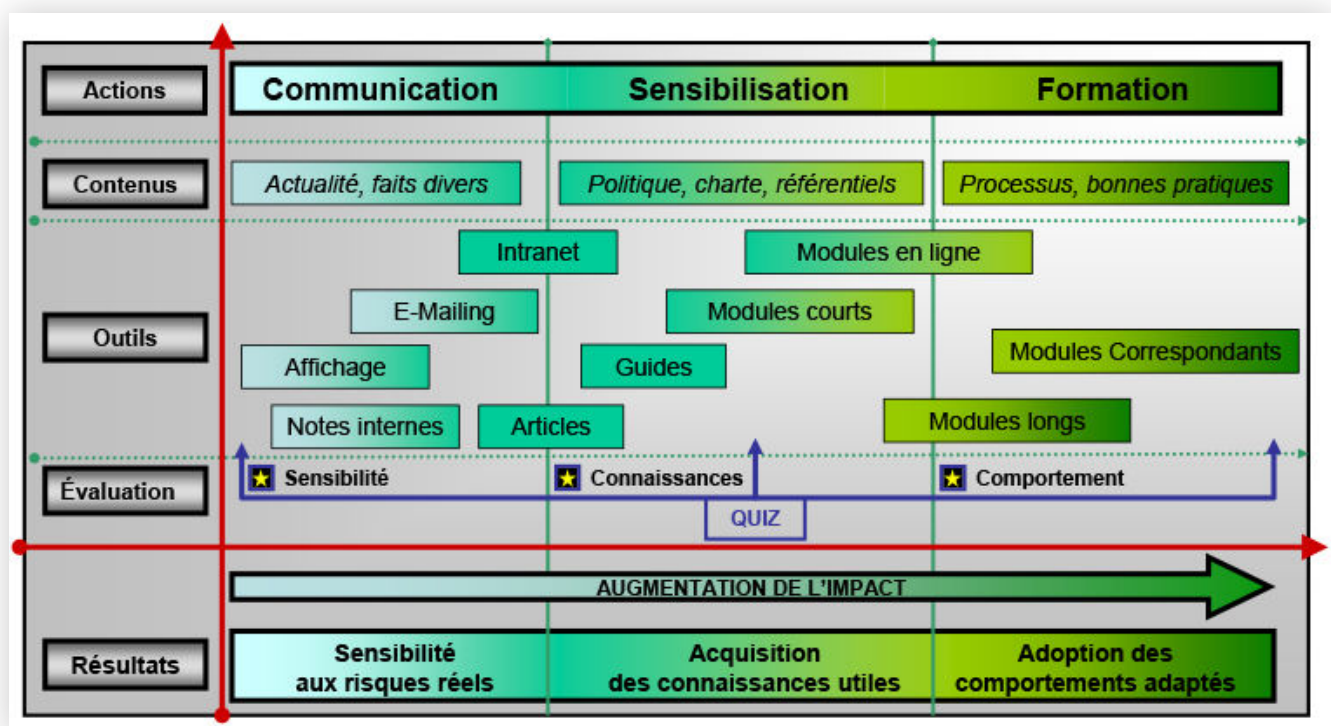 Actions
Communication
Sensibilisation
Formation
Contenus
Actualité, faits divers
Politique, charte, référentiels
Processus, bonnes pratiques
Outils
Intranet
Modules en ligne
E-Mailing
Modules courts
Affichage
Guides
Modules Correspondants
Notes internes
Articles
Modules longs
Évaluation
Sensibilité
Connaissances
Comportement
QUIZ
AUGMENTATION DE L'IMPACT
Résultats
Sensibilité
aux risques réels
Acquisition
des connaissances utiles
Adoption des
comportements adaptés